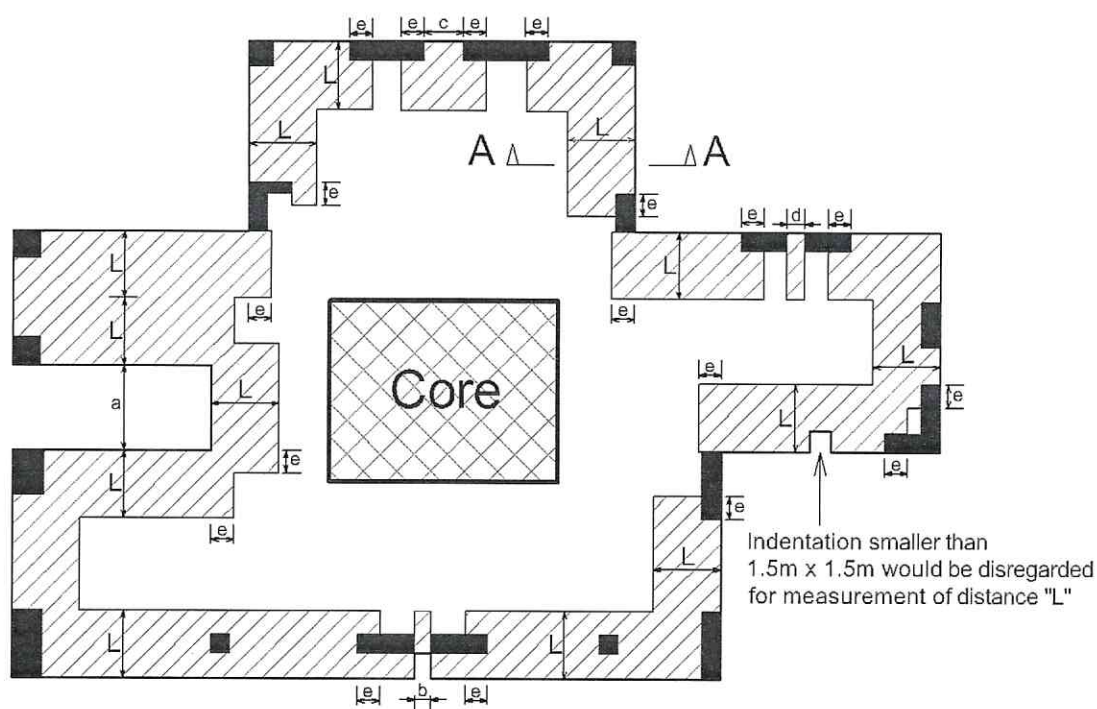 e e c e e
L
L L
A A
e e
e d e
L L
e e
L
e
a L Core L
L e
L e
e
e
L
Indentation smaller than
1.5m x 1.5m would be disregarded
for measurement of distance "L"
L L
e b e